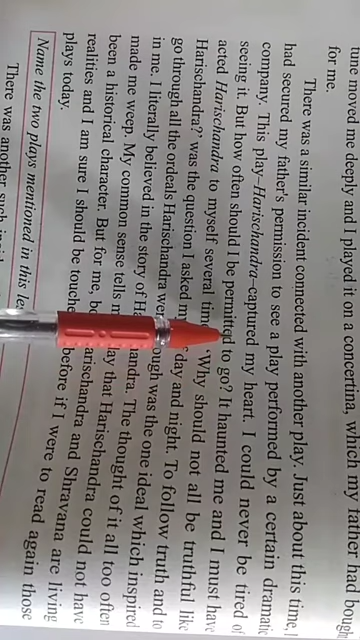 une moved me deeply and I played it on a concertina, which my father had bough
for me.
There was a similar incident connected with another play. Just about this time,
had secured my father's permission to see a play performed by a certain dramat
company. This play–Harischandra–captured my heart. I could never be tired of
seeing it. But how often should I be permitted to go? It haunted me and I must have
acted Harischandra to myself several time 'Why should not all be truthful like
Harischandra?' was the question I asked my day and night. To follow truth and to
go through all the ordeals Harischandra wen ough was the one ideal which inspired
in me. I literally believed in the story of Ha handra. The thought of it all too often
made me weep. My common sense tells m ay that Harischandra could not have
been a historical character. But for me, bo arischandra and Shravana are living
realities and I am sure I should be touche before if I were to read again those
plays today.
Name the two plays mentioned in this le
There was another such incid